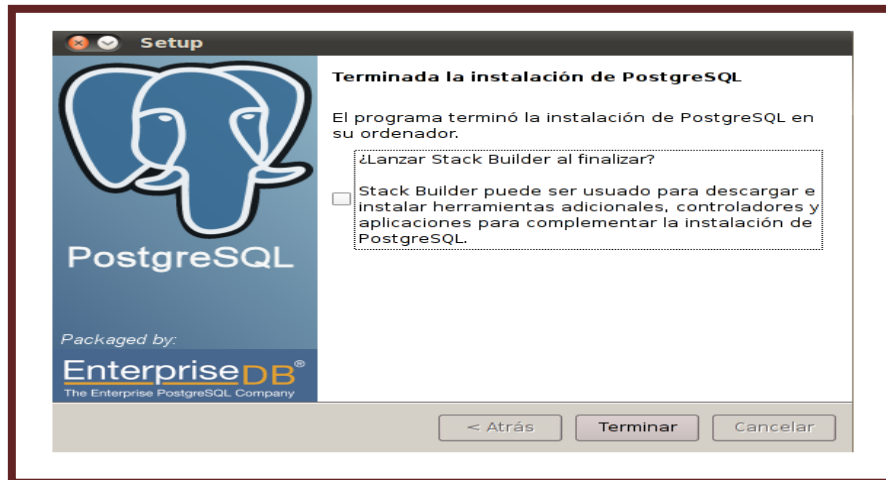 Setup
Terminada la instalación de PostgreSQL
El programa terminó la instalación de PostgreSQL en
su ordenador.
¿Lanzar Stack Builder al finalizar?
Stack Builder puede ser usado para descargar e
instalar herramientas adicionales, controladores y
aplicaciones para complementar la instalación de
PostgreSQL.
PostgreSQL
Packaged by:
EnterpriseDB®
The Enterprise PostgreSQL Company
< Atrás
Terminar
Cancelar